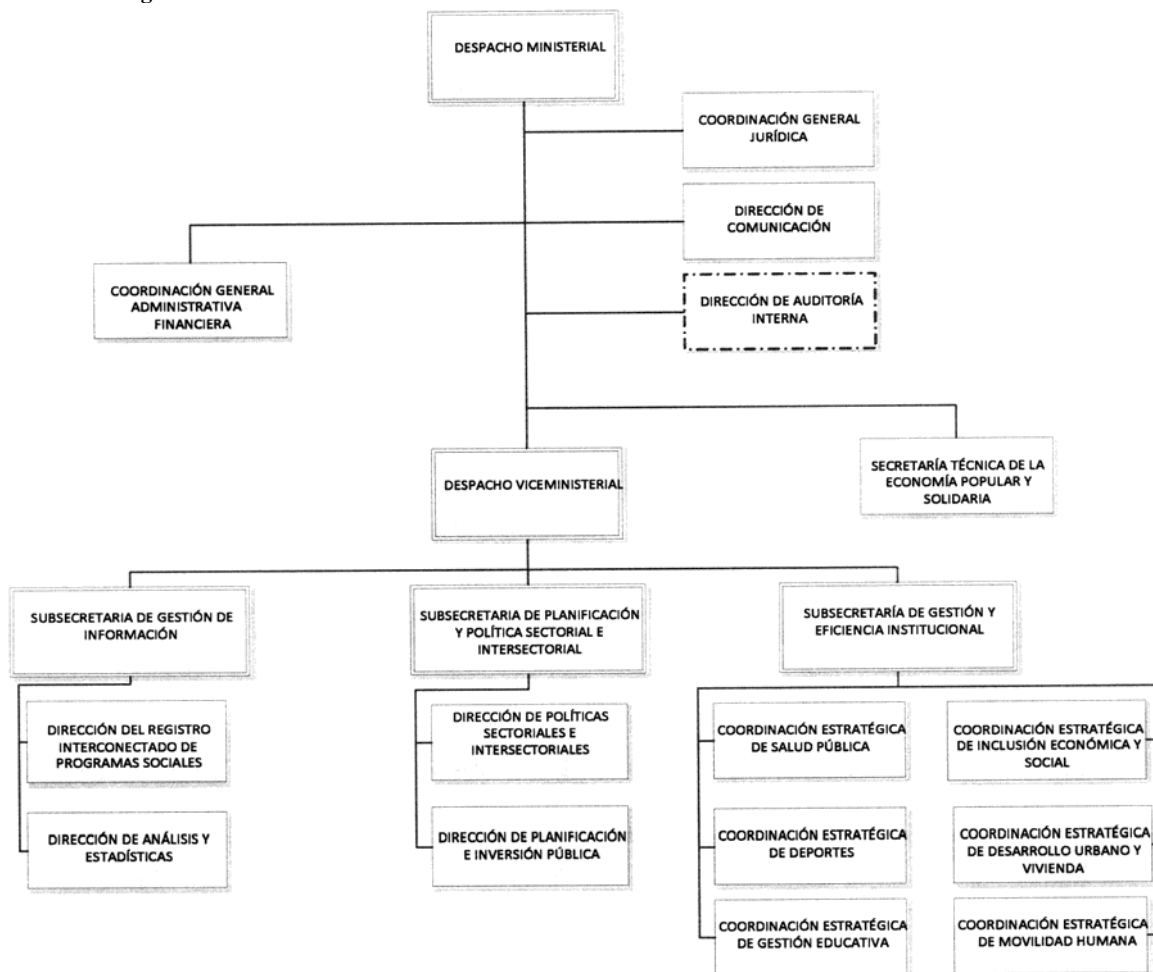 DESPACHO MINISTERIAL
COORDINACIÓN GENERAL
JURÍDICA
DIRECCIÓN DE
COMUNICACIÓN
COORDINACIÓN GENERAL
ADMINISTRATIVA
FINANCIERA
DIRECCIÓN DE AUDITORÍA
INTERNA
DESPACHO VICEMINISTERIAL
SECRETARÍA TÉCNICA DE LA
ECONOMÍA POPULAR Y
SOLIDARIA
SUBSECRETARIA DE GESTIÓN DE
INFORMACIÓN
SUBSECRETARIA DE PLANIFICACIÓN
Y POLÍTICA SECTORIAL E
INTERSECTORIAL
SUBSECRETARÍA DE GESTIÓN Y
EFICIENCIA INSTITUCIONAL
DIRECCIÓN DEL REGISTRO
INTERCONECTADO DE
PROGRAMAS SOCIALES
DIRECCIÓN DE POLÍTICAS
SECTORIALES E
INTERSECTORIALES
COORDINACIÓN ESTRATÉGICA
DE SALUD PÚBLICA
COORDINACIÓN ESTRATÉGICA
DE INCLUSIÓN ECONÓMICA Y
SOCIAL
DIRECCIÓN DE ANÁLISIS Y
ESTADÍSTICAS
DIRECCIÓN DE PLANIFICACIÓN
E INVERSIÓN PÚBLICA
COORDINACIÓN ESTRATÉGICA
DE DEPORTES
COORDINACIÓN ESTRATÉGICA
DE DESARROLLO URBANO Y
VIVIENDA
COORDINACIÓN ESTRATÉGICA
DE GESTIÓN EDUCATIVA
COORDINACIÓN ESTRATÉGICA
DE MOVILIDAD HUMANA